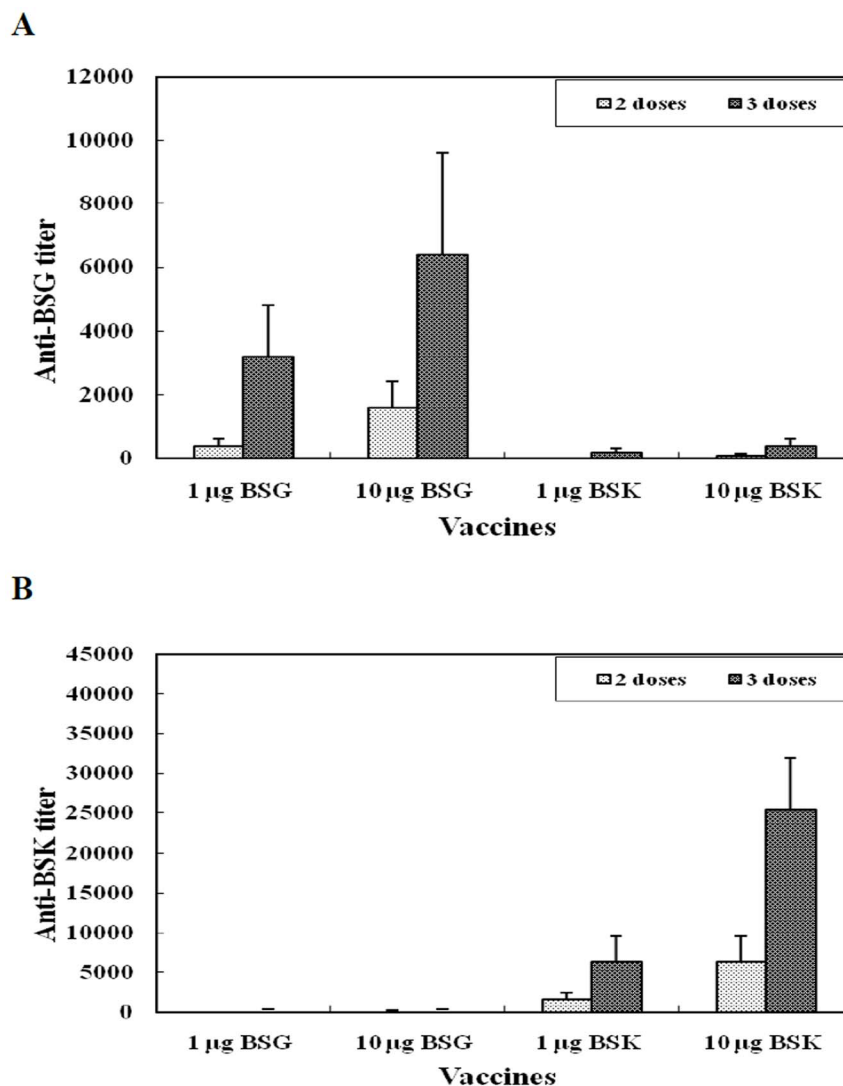 A
12000
2 doses 3 doses
10000
8000
6000
4000
2000
0
Anti-BSG titer
1 μg BSG 10 μg BSG 1 μg BSK 10 μg BSK
Vaccines
B
45000
2 doses 3 doses
40000
35000
30000
25000
20000
15000
10000
5000
0
Anti-BSK titer
1 μg BSG 10 μg BSG 1 μg BSK 10 μg BSK
Vaccines